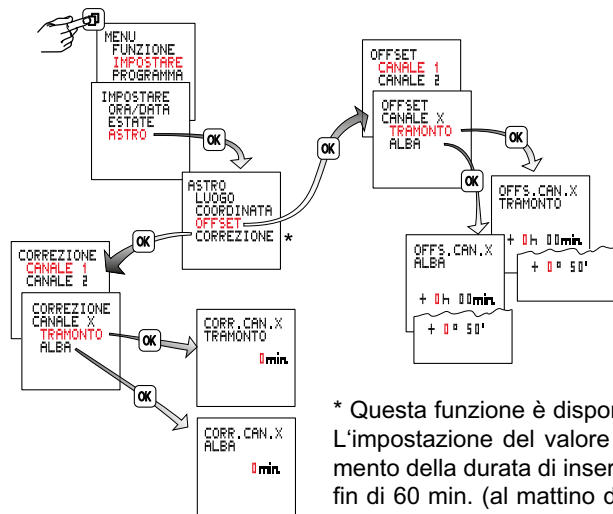 MENU
FUNZIONE
IMPOSTARE
PROGRAMMA
IMPOSTARE
ORA/DATA
ESTATE
ASTRO
OK
ASTRO
LUOGO
COORDINATA
OFFSET
CORREZIONE *
OK
OFFSET
CANALE 1
CANALE 2
OFFSET
CANALE X
TRAMONTO
ALBA
OK
OK
OFFS.CAN.X
TRAMONTO
+ 0h 00min.
+ 0° 50'
OFFS.CAN.X
ALBA
+ 0h 00min.
+ 0° 50'
OK
CORREZIONE
CANALE 1
CANALE 2
CORREZIONE
CANALE X
TRAMONTO
ALBA
OK
OK
CORR.CAN.X
TRAMONTO
0min.
CORR.CAN.X
ALBA
0min.
* Questa funzione è
L‘impostazione del valore
mento della durata di
fin di 60 min. (al mattino